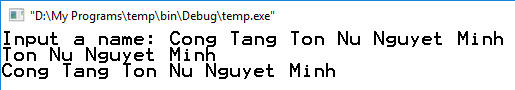 "D:\My Programs\temp\bin\Debug\temp.exe"
Input a name: Cong Tang Ton Nu Nguyet Minh
Ton Nu Nguyet Minh
Cong Tang Ton Nu Nguyet Minh